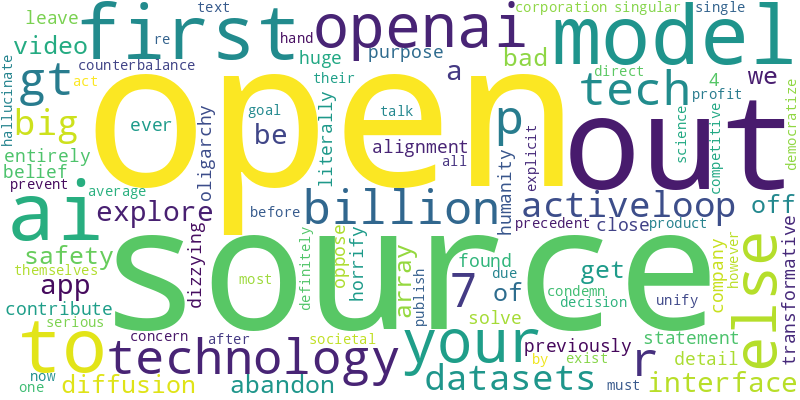 text
corporation singular
leave
first
openai
model
re
hand
purpose
single
video
counterbalance
huge
a
bad
direct
we
gt
act
their
tech
4
profit
hallucinate
open
out
big
ever
goal
talk
p
be
literally
oligarchy
alignment
all
explicit
science
competitive
democratize
entirely
belief
prevent
average
ai
explore
before
billion
humanity
activeloop
off
precedent
close
product
safety
themselves
dizzying
source
most
definitely
oppose
horrify
array
publish
found
7
of
due
get
condemn
decision
unify
else
company
however
transformative
app
contribute
serious
to
concern
after
societal
solve
previously
by
exist
r
statement
detail
technology
your
now
one
diffusion
abandon
datasets
must
interface